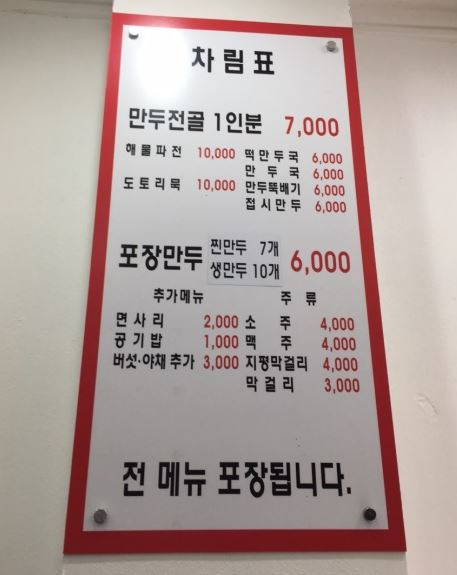 차림표
만두전골 1인분 7,000
해물파전 10,000 떡만두국 6,000
만두국 6,000
도토리묵 10,000 만두뚝배기 6,000
접시만두 6,000
포장만두 찐만두 7개 6,000
생만두 10개
추가메뉴 주류
면사리 2,000 소주 4,000
공기밥 1,000 맥주 4,000
버섯·야채 추가 3,000 지평막걸리 4,000
막걸리 3,000
전 메뉴 포장됩니다.